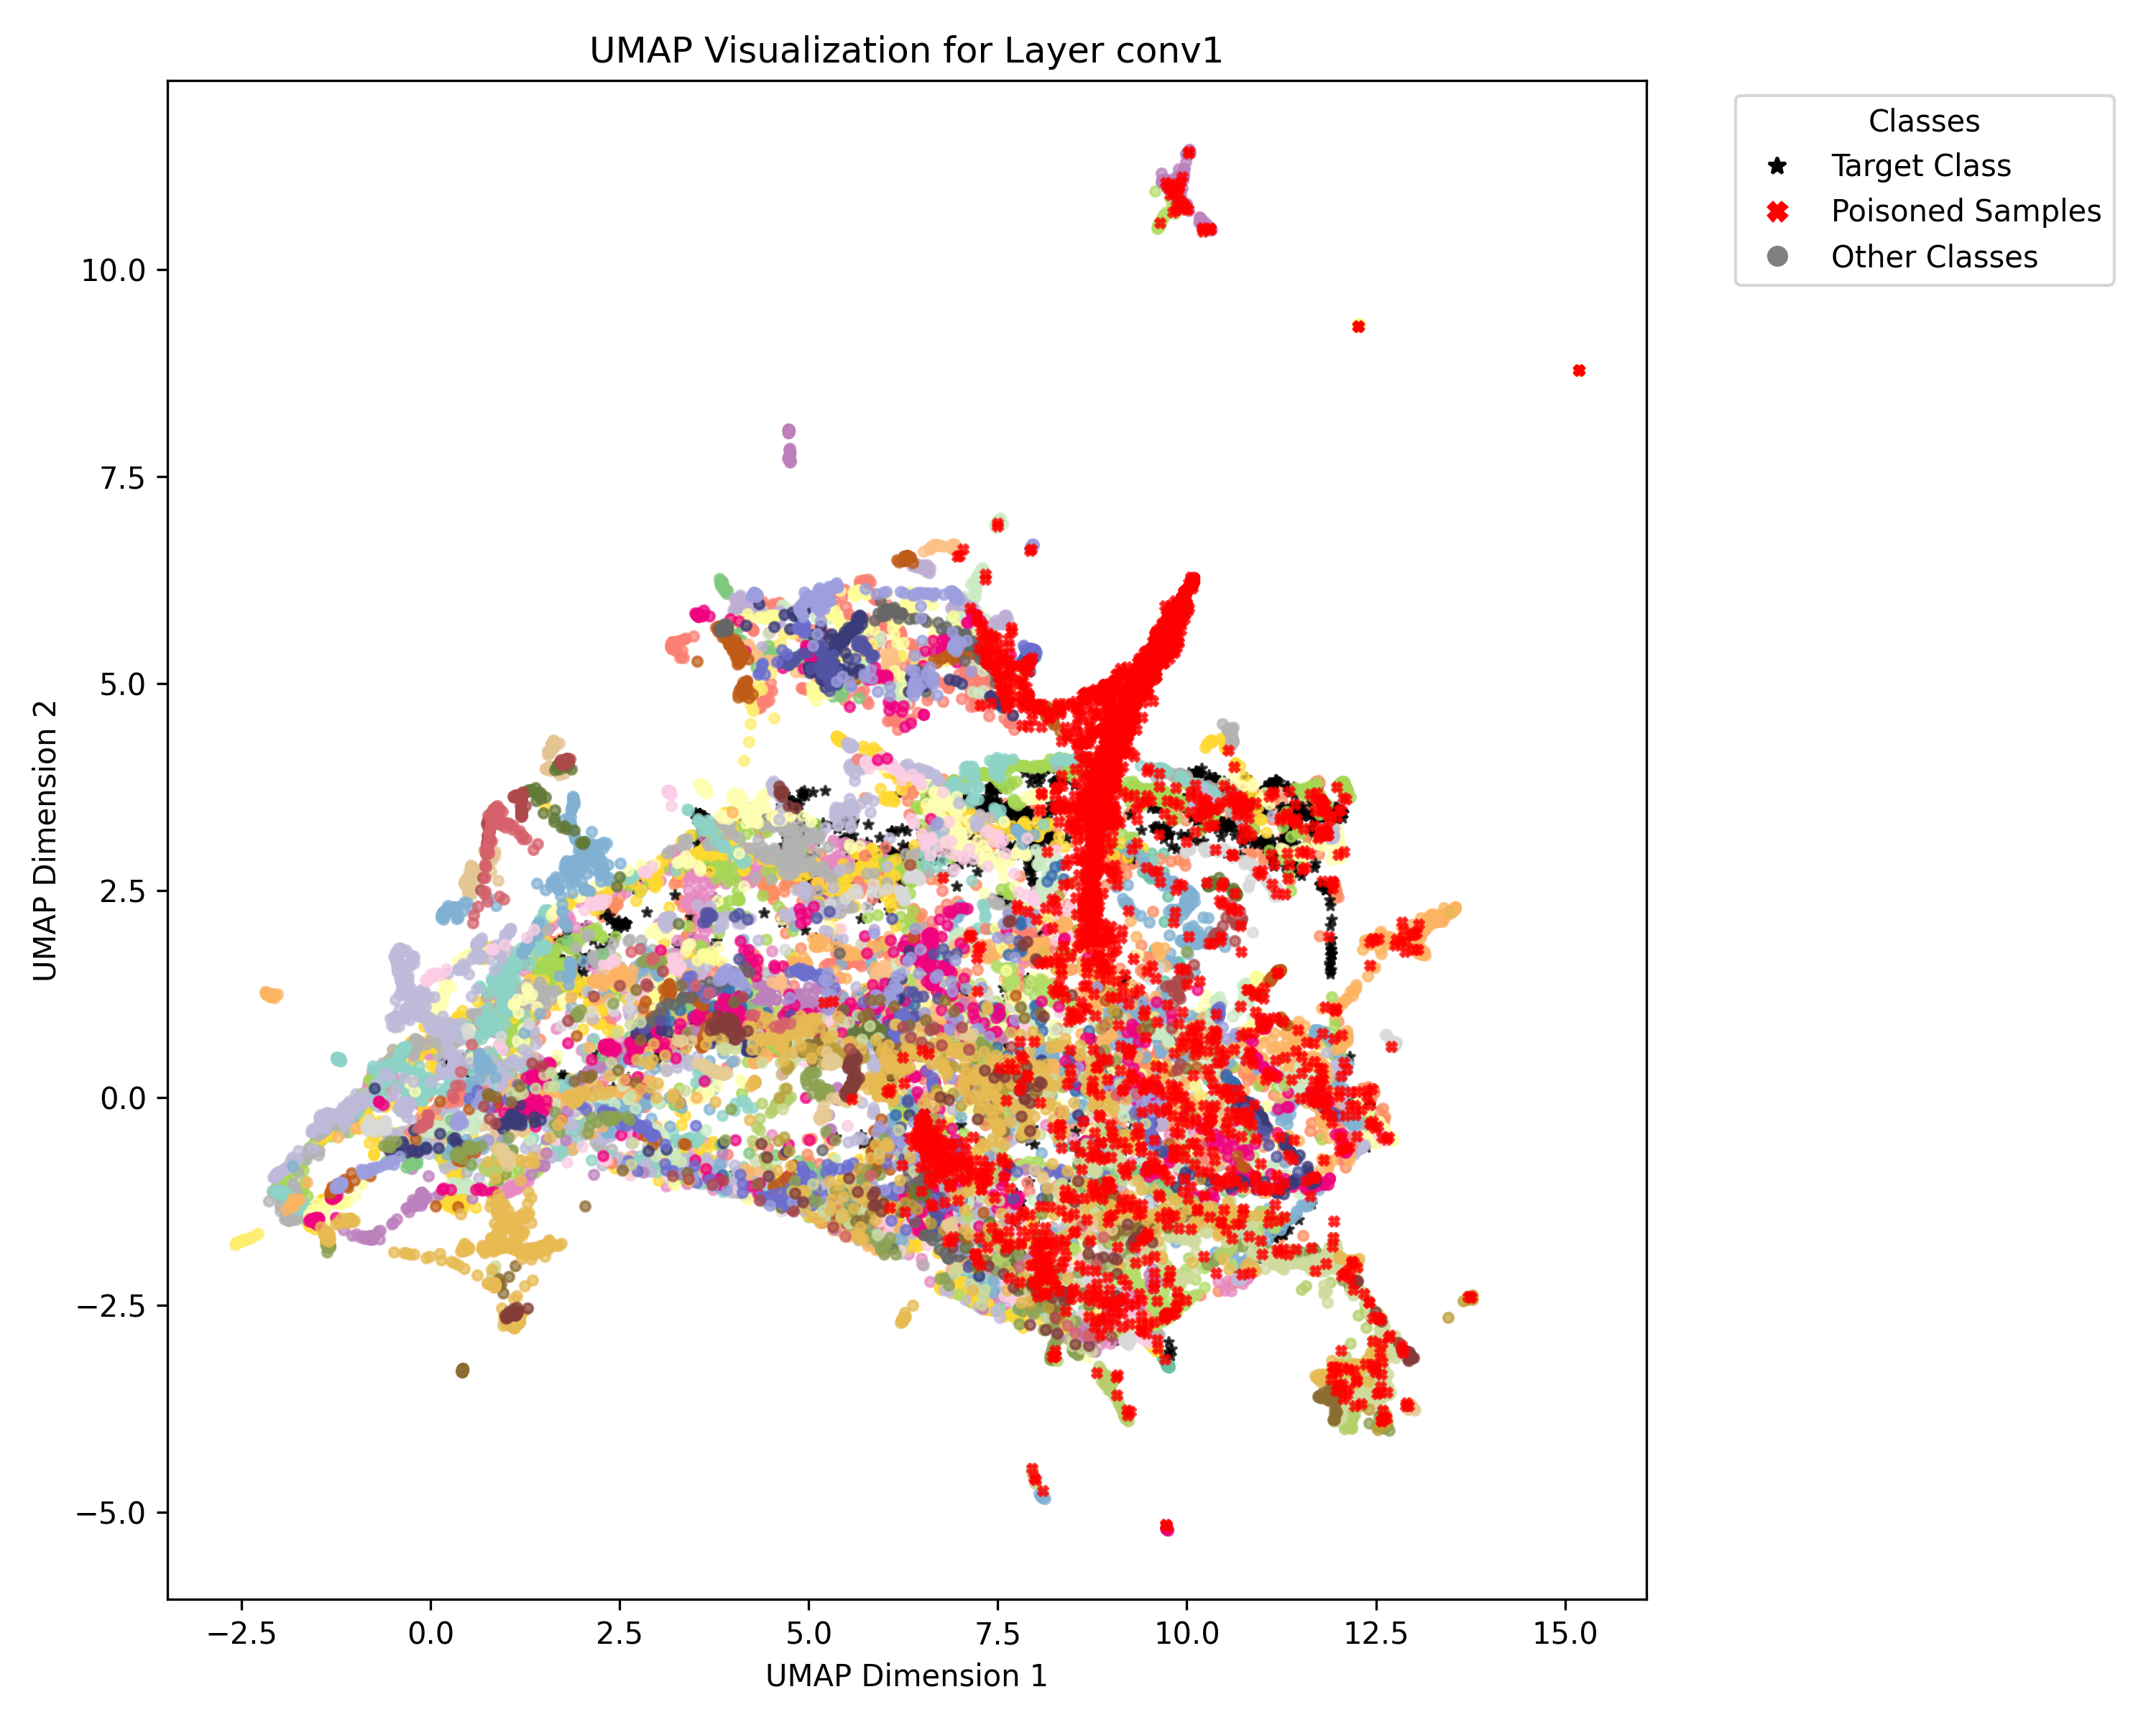 UMAP Visualization for Layer conv1
Classes
Target Class
Poisoned Samples
Other Classes
10.0
7.5
5.0
2.5
0.0
−2.5
−5.0
UMAP Dimension 2
−2.5 0.0 2.5 5.0 7.5 10.0 12.5 15.0
UMAP Dimension 1